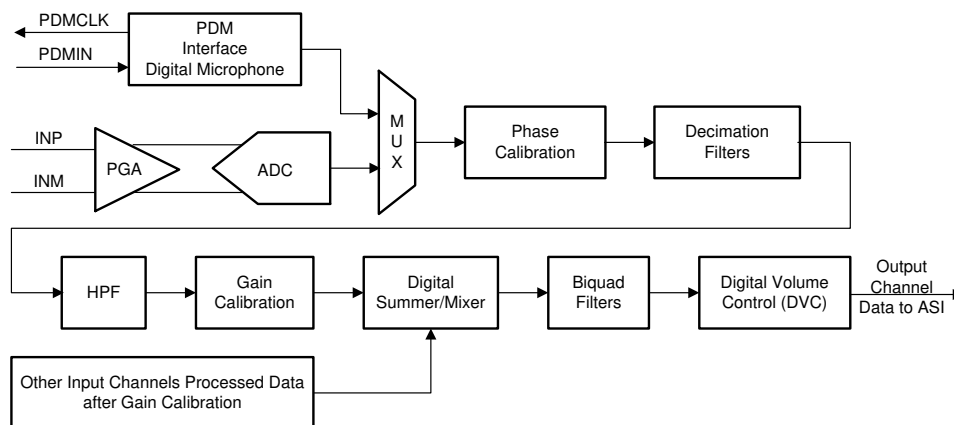 PDMCLK
PDMIN
PDM
Interface
Digital Microphone
INP
INM
PGA
ADC
M
U
X
Phase
Calibration
Decimation
Filters
HPF
Gain
Calibration
Digital
Summer/Mixer
Biquad
Filters
Digital Volume
Control (DVC)
Output
Channel
Data to ASI
Other Input Channels Processed Data
after Gain Calibration